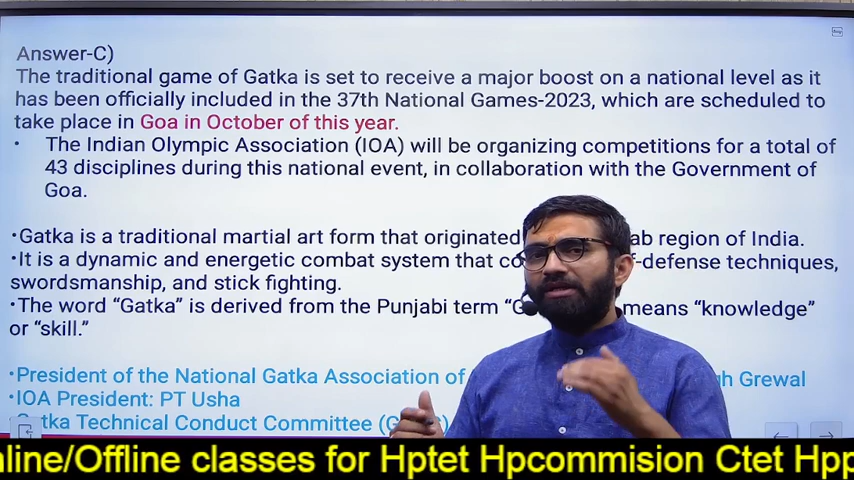 Answer-C)
The traditional game of Gatka is set to receive a major boost on a national level as it
has been officially included in the 37th National Games-2023, which are scheduled to
take place in Goa in October of this year.
• The Indian Olympic Association (IOA) will be organizing competitions for a total of
43 disciplines during this national event, in collaboration with the Government of
Goa.
•Gatka is a traditional martial art form that originated ab region of India.
•It is a dynamic and energetic combat system that co f-defense techniques,
swordsmanship, and stick fighting.
•The word “Gatka” is derived from the Punjabi term “G means “knowledge”
or “skill.”
•President of the National Gatka Association of gh Grewal
•IOA President: PT Usha
Gatka Technical Conduct Committee (G
nline/Offline classes for Hptet Hpcommision Ctet Hpp